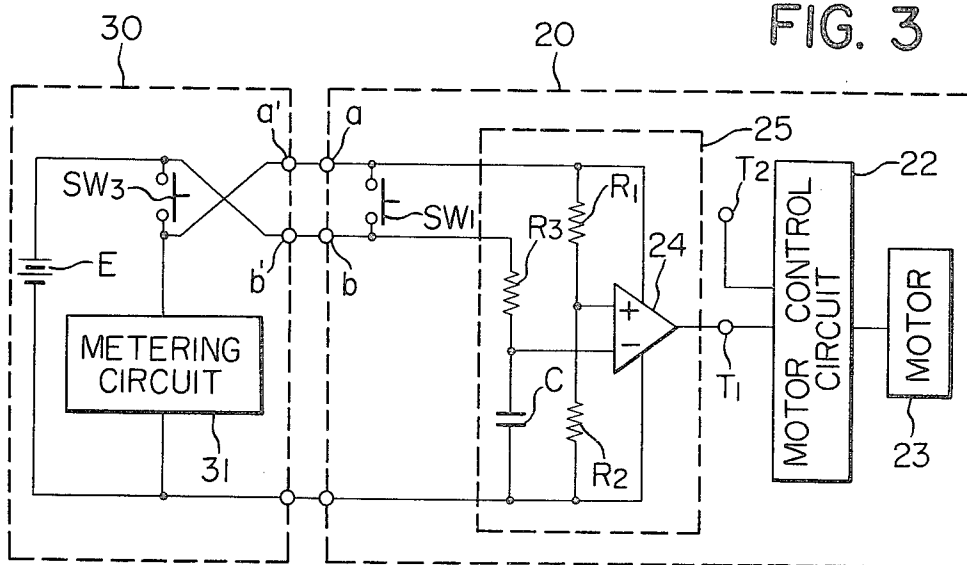 FIG. 3
30
20
a'
a
25
SW3
SW1
R1
T2
22
R3
24
E
b'
b
+
−
METERING
CIRCUIT
C
T1
MOTOR CONTROL
CIRCUIT
MOTOR
31
R2
23